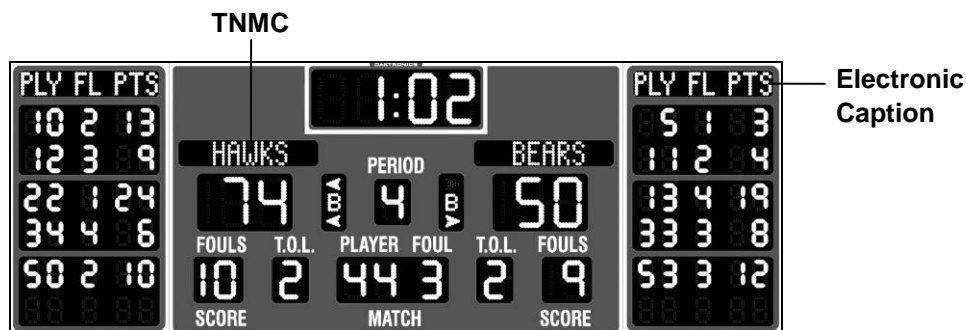 TNMC
DAKTRONICS
PLY FL PTS
10 2 13
12 3 9
22 1 24
34 4 6
50 2 10
1:02
HAWKS
PERIOD
BEARS
74
B
4
B
50
FOULS T.O.L. PLAYER FOUL T.O.L. FOULS
10 2 44 3 2 9
SCORE MATCH SCORE
PLY FL PTS
5 1 3
11 2 4
13 4 19
33 3 8
53 3 12
Electronic
Caption